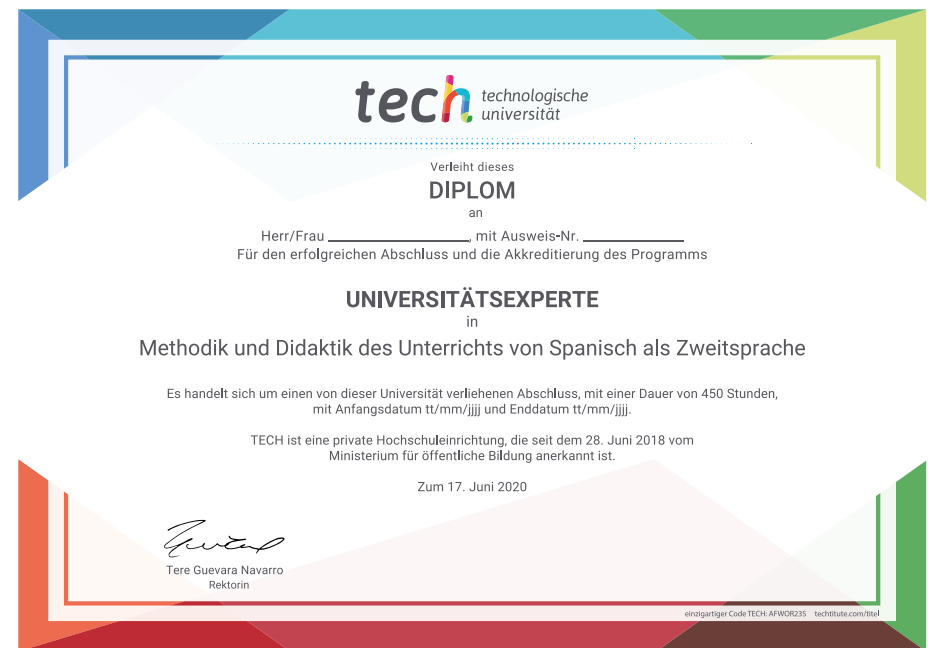 tech technologische
universität
Verleiht dieses
DIPLOM
an
Herr/Frau ____________________, mit Ausweis-Nr. ______________
Für den erfolgreichen Abschluss und die Akkreditierung des Programms
UNIVERSITÄTSEXPERTE
in
Methodik und Didaktik des Unterrichts von Spanisch als Zweitsprache
Es handelt sich um einen von dieser Universität verliehenen Abschluss, mit einer Dauer von 450 Stunden,
mit Anfangsdatum tt/mm/jjjj und Enddatum tt/mm/jjjj.
TECH ist eine private Hochschuleinrichtung, die seit dem 28. Juni 2018 vom
Ministerium für öffentliche Bildung anerkannt ist.
Zum 17. Juni 2020
Tere Guevara Navarro
Rektorin
einzigartiger Code TECH: AFWOR23S techtitute.com/titel